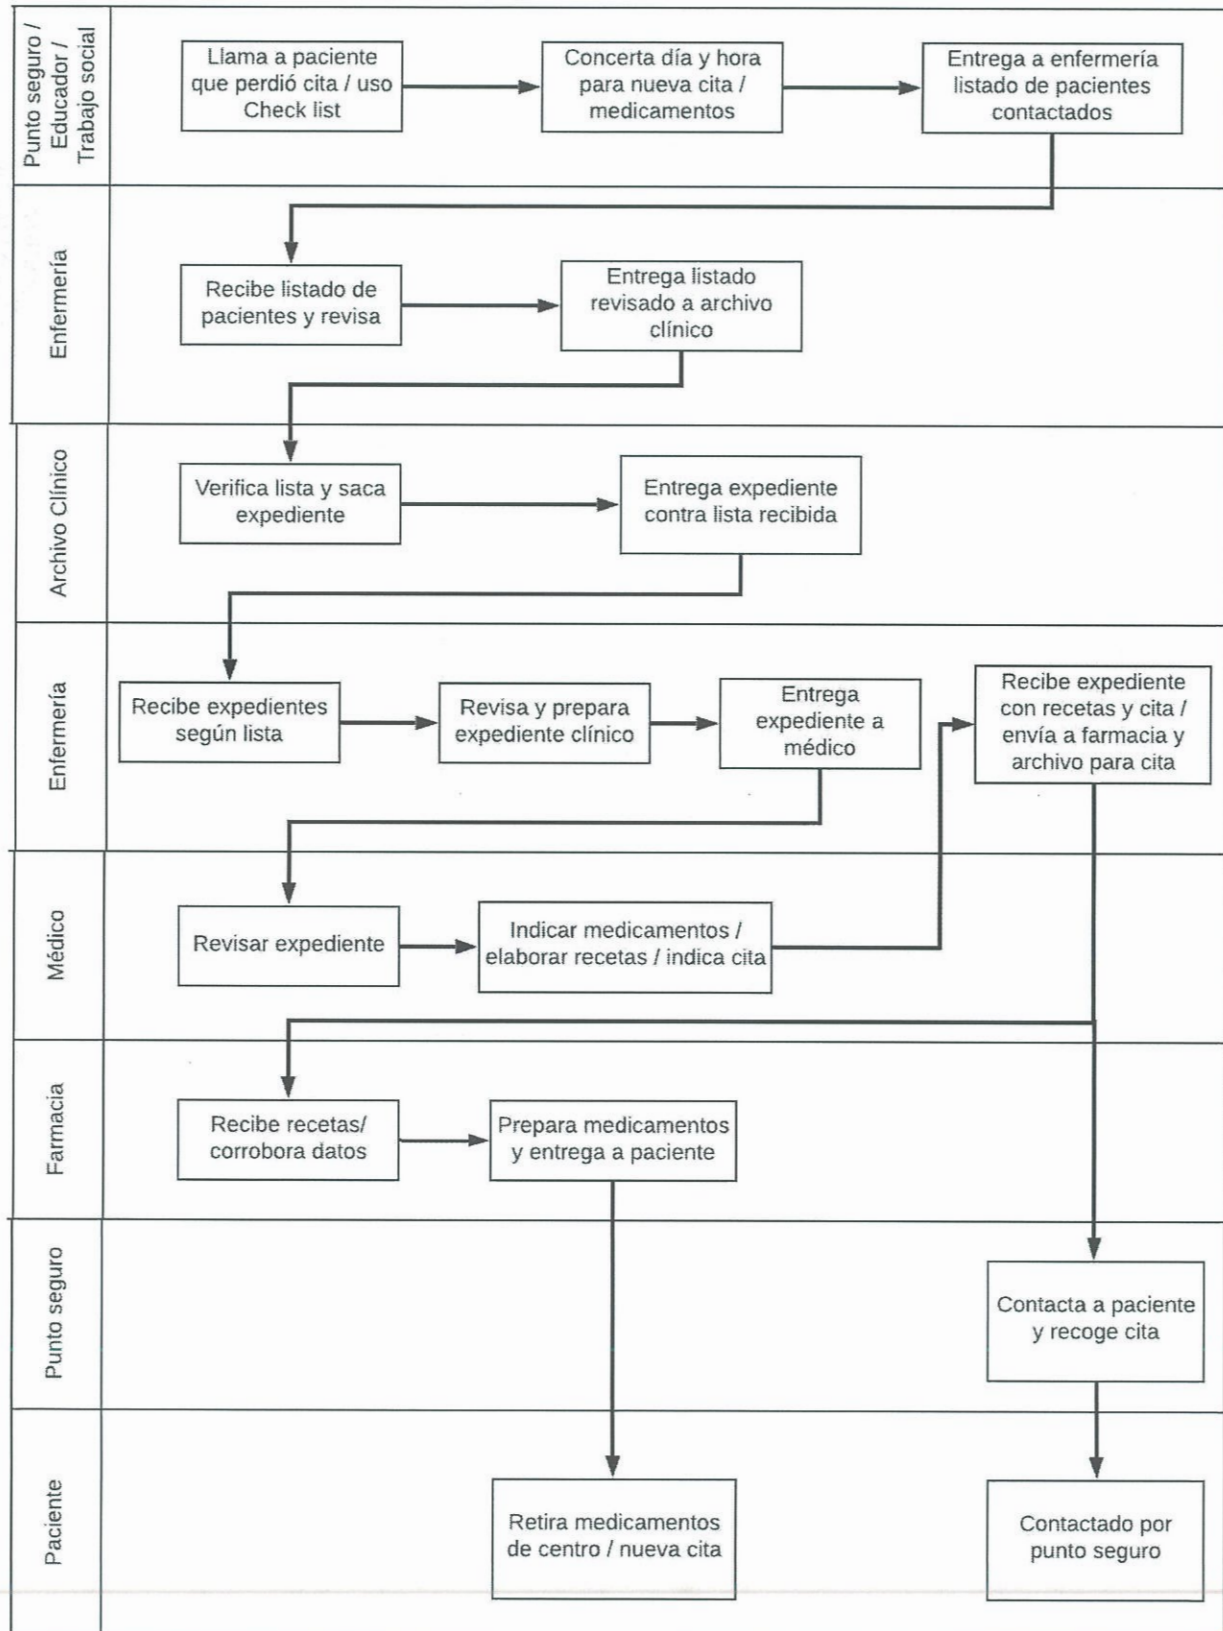 Punto seguro /
Educador /
Trabajo social
Llama a paciente
que perdió cita / uso
Check list
Concerta día y hora
para nueva cita /
medicamentos
Entrega a enfermería
listado de pacientes
contactados
Enfermería
Recibe listado de
pacientes y revisa
Entrega listado
revisado a archivo
clínico
Archivo Clínico
Verifica lista y saca
expediente
Entrega expediente
contra lista recibida
Enfermería
Recibe expedientes
según lista
Revisa y prepara
expediente clínico
Entrega
expediente a
médico
Recibe expediente
con recetas y cita /
envía a farmacia y
archivo para cita
Médico
Revisar expediente
Indicar medicamentos /
elaborar recetas / indica cita
Farmacia
Recibe recetas/
corrobora datos
Prepara medicamentos
y entrega a paciente
Punto seguro
Contacta a paciente
y recoge cita
Paciente
Retira medicamentos
de centro / nueva cita
Contactado por
punto seguro